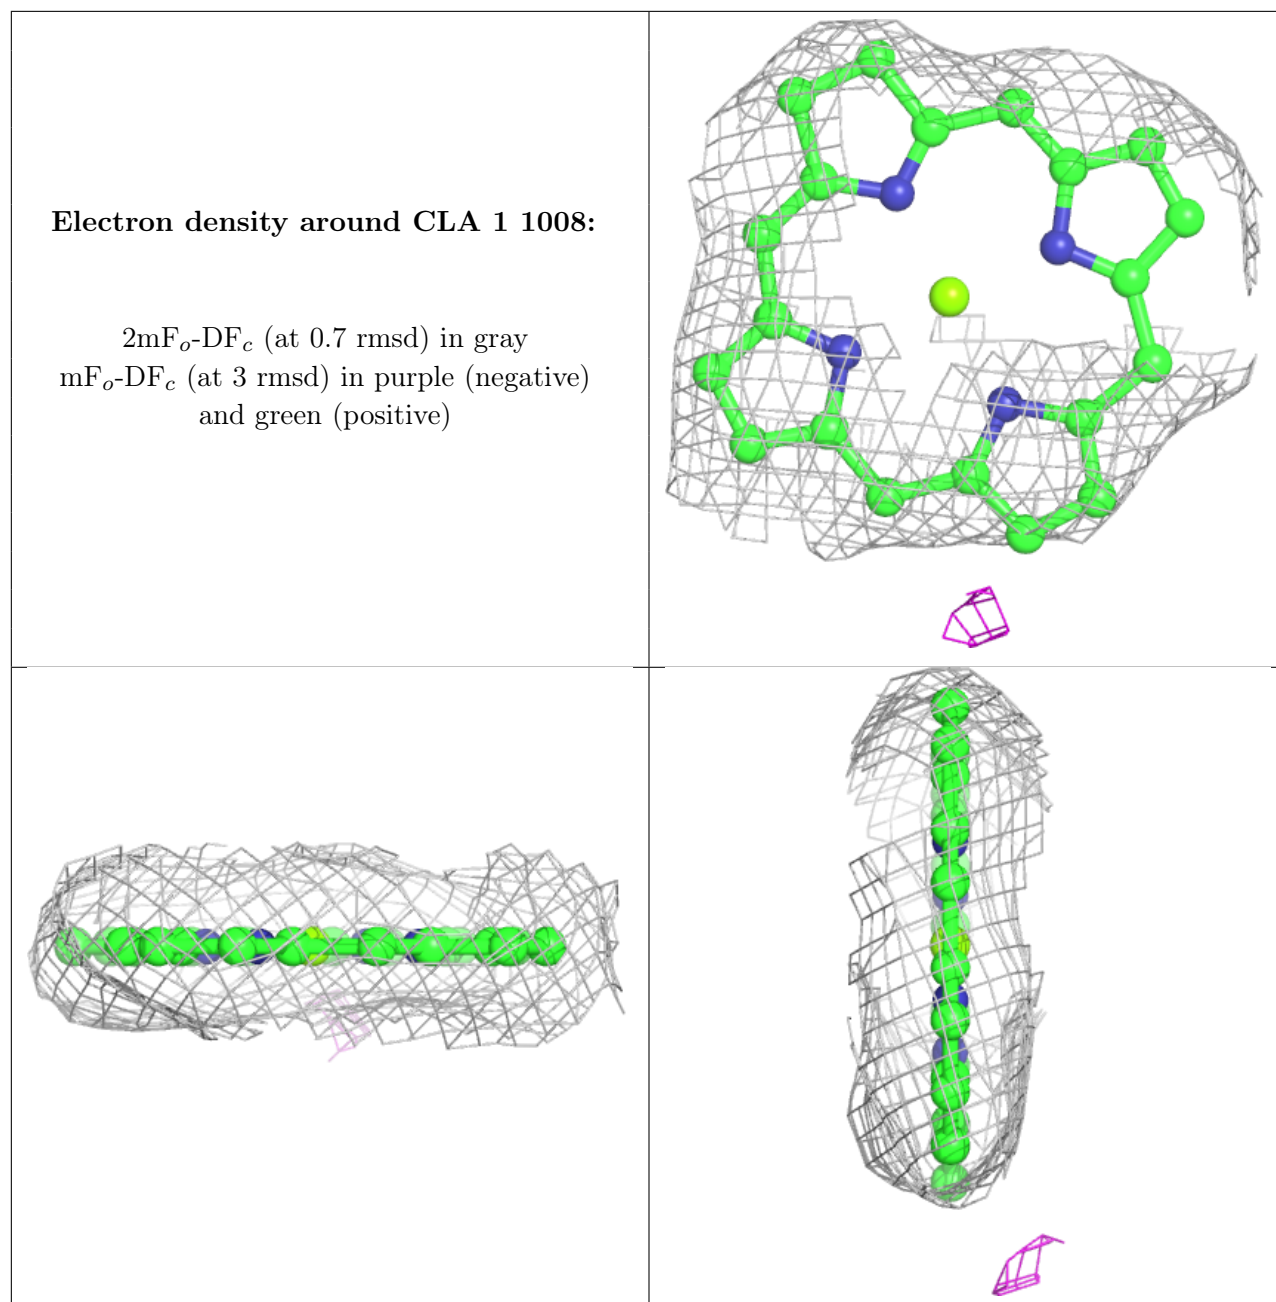 Electron density around CLA 1 1008:
2mFo-DFc (at 0.7 rmsd) in gray
mFo-DFc (at 3 rmsd) in purple (negative)
and green (positive)